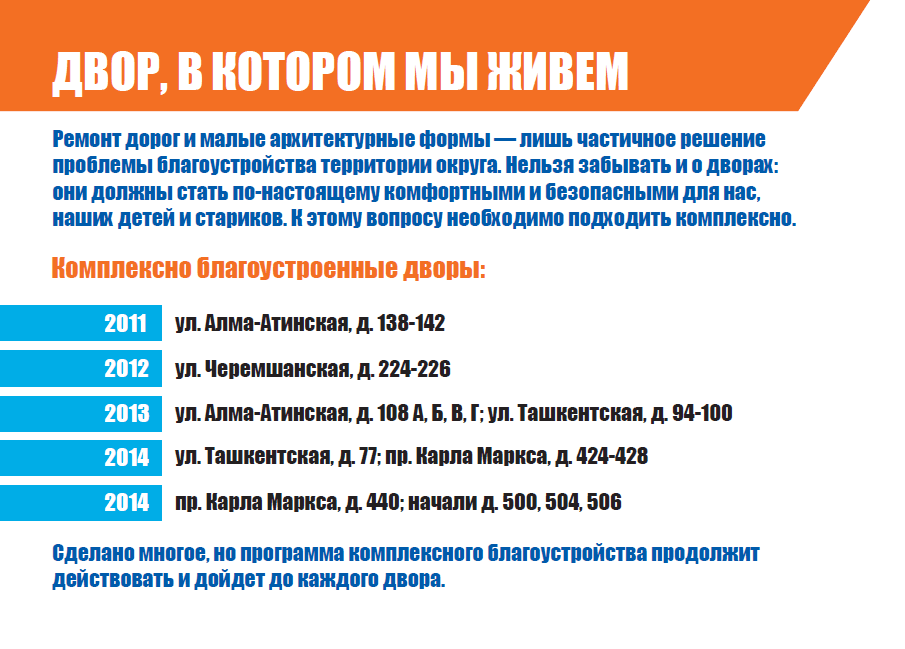 ДВОР, В КОТОРОМ МЫ ЖИВЕМ
Ремонт дорог и малые архитектурные формы — лишь частичное решение
проблемы благоустройства территории округа. Нельзя забывать и о дворах:
они должны стать по-настоящему комфортными и безопасными для нас,
наших детей и стариков. К этому вопросу необходимо подходить комплексно.
Комплексно благоустроенные дворы:
2011 ул. Алма-Атинская, д. 138-142
2012 ул. Черемшанская, д. 224-226
2013 ул. Алма-Атинская, д. 108 А, Б, В, Г; ул. Ташкентская, д. 94-100
2014 ул. Ташкентская, д. 77; пр. Карла Маркса, д. 424-428
2014 пр. Карла Маркса, д. 440; начали д. 500, 504, 506
Сделано многое, но программа комплексного благоустройства продолжит
действовать и дойдет до каждого двора.